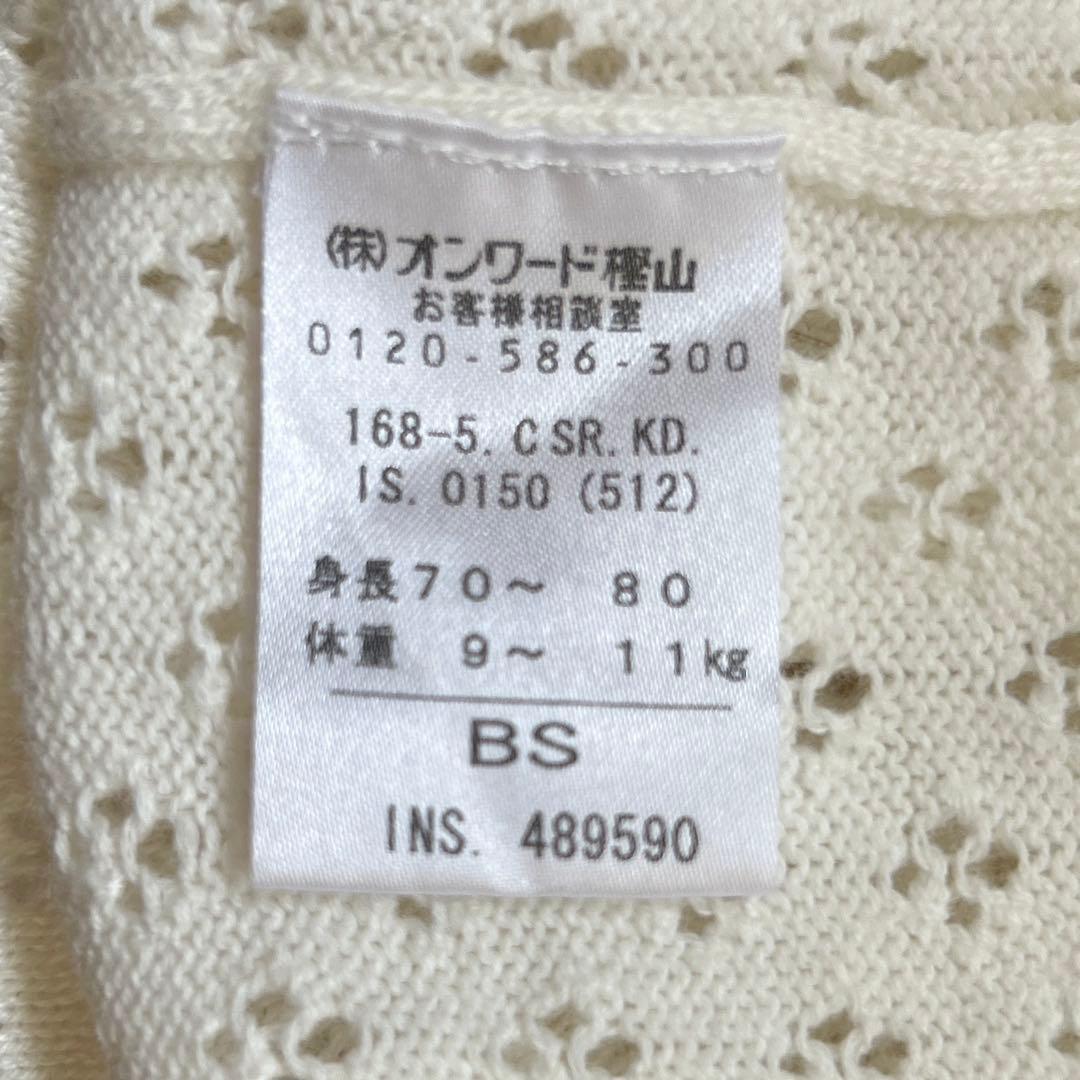 (株)オンワード樫山
お客様相談室
0120-586-300
168-5. CSR. KD.
IS. 0150 (512)
身長70〜 80
体重 9〜 11kg
BS
INS. 489590